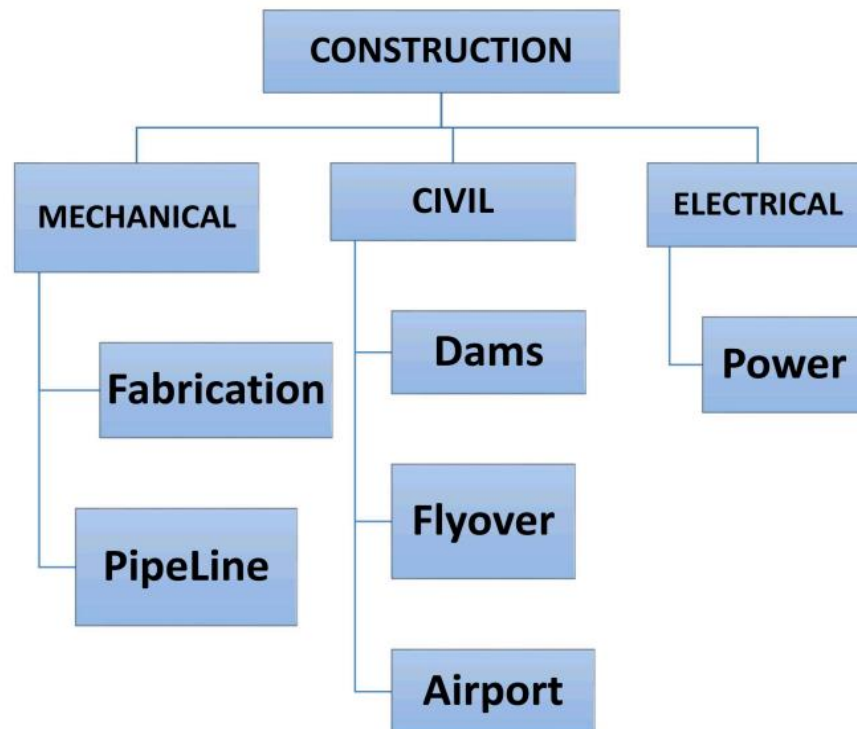 CONSTRUCTION
MECHANICAL
CIVIL
ELECTRICAL
Fabrication
PipeLine
Dams
Flyover
Airport
Power